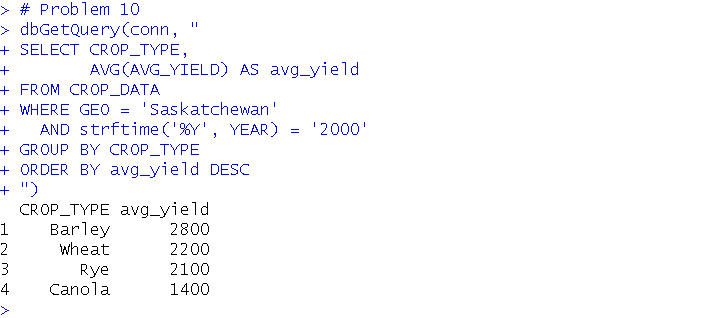 > # Problem 10
> dbGetQuery(conn, "
+ SELECT CROP_TYPE,
+        AVG(AVG_YIELD) AS avg_yield
+ FROM CROP_DATA
+ WHERE GEO = 'Saskatchewan'
+   AND strftime('%Y', YEAR) = '2000'
+ GROUP BY CROP_TYPE
+ ORDER BY avg_yield DESC
+ ")
  CROP_TYPE avg_yield
1    Barley      2800
2     Wheat      2200
3       Rye      2100
4    Canola      1400
>